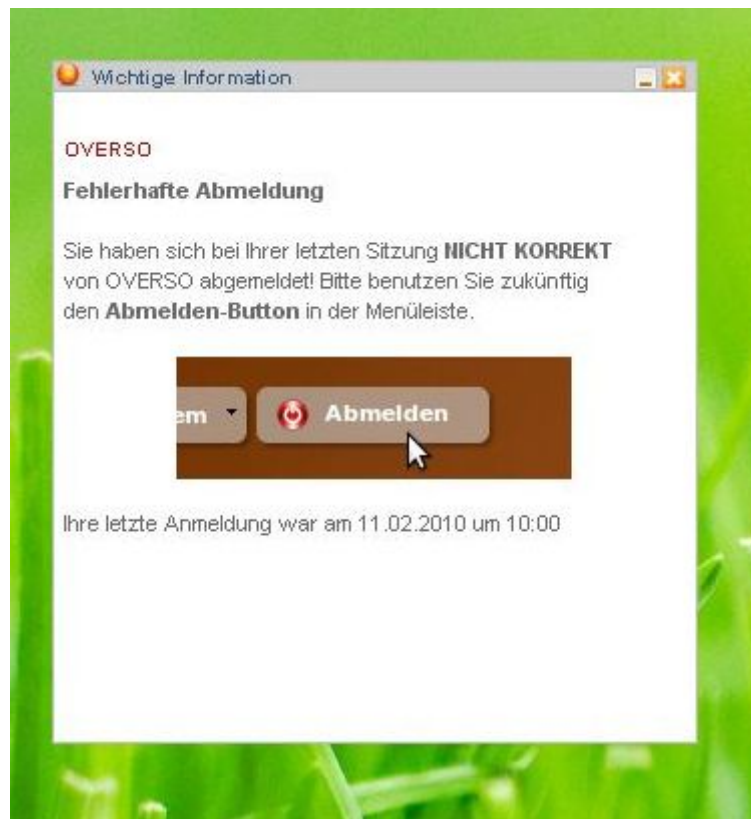 Wichtige Information
OVERSO
Fehlerhafte Abmeldung
Sie haben sich bei Ihrer letzten Sitzung NICHT KORREKT
von OVERSO abgemeldet! Bitte benutzen Sie zukünftig
den Abmelden-Button in der Menüleiste.
em Abmelden
Ihre letzte Anmeldung war am 11.02.2010 um 10:00